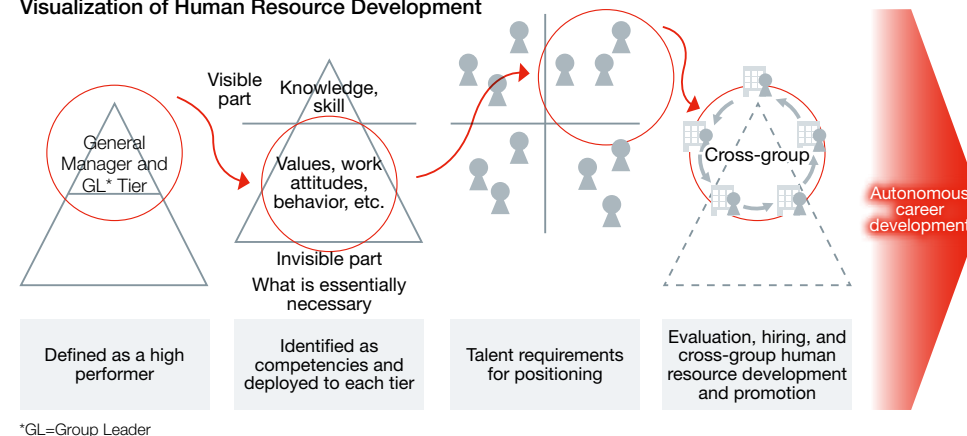 Visualization of Human Resource Development
General
Manager and
GL* Tier
Visible
part
Knowledge,
skill
Values, work
attitudes,
behavior, etc.
Invisible part
What is essentially
necessary
Cross-group
Autonomous
career
development
Defined as a high
performer
Identified as
competencies and
deployed to each tier
Talent requirements
for positioning
Evaluation, hiring, and
cross-group human
resource development
and promotion
*GL=Group Leader